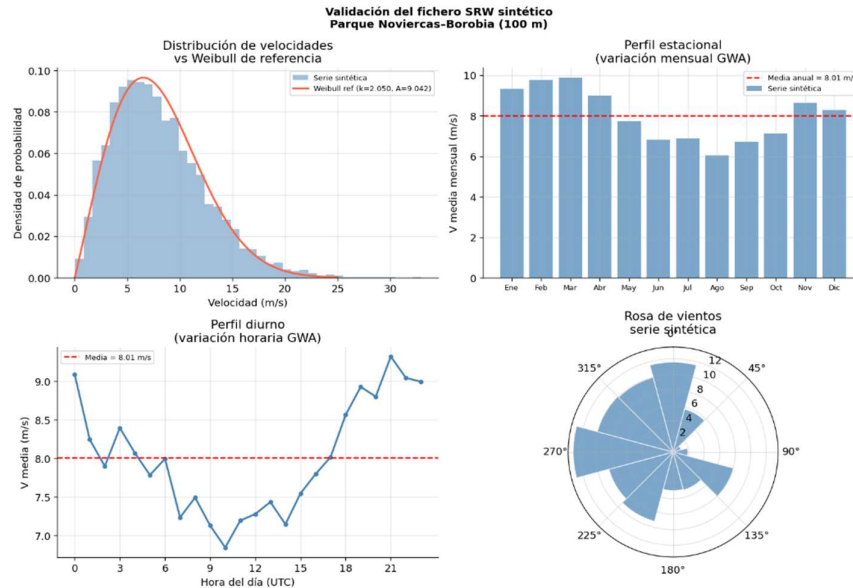 Validación del fichero SRW sintético
Parque Noviercas–Borobia (100 m)
Distribución de velocidades
vs Weibull de referencia
Serie sintética
Weibull ref (k=2.050, A=9.042)
Densidad de probabilidad
0.10
0.08
0.06
0.04
0.02
0.00
0 5 10 15 20 25 30
Velocidad (m/s)
Perfil estacional
(variación mensual GWA)
Media anual = 8.01 m/s
Serie sintética
V media mensual (m/s)
10
8
6
4
2
0
Ene Feb Mar Abr May Jun Jul Ago Sep Oct Nov Dic
Perfil diurno
(variación horaria GWA)
Media = 8.01 m/s
V media (m/s)
9.0
8.5
8.0
7.5
7.0
0 3 6 9 12 15 18 21
Hora del día (UTC)
Rosa de vientos
serie sintética
0°
45°
90°
135°
180°
225°
270°
315°
12
10
8
6
4
2